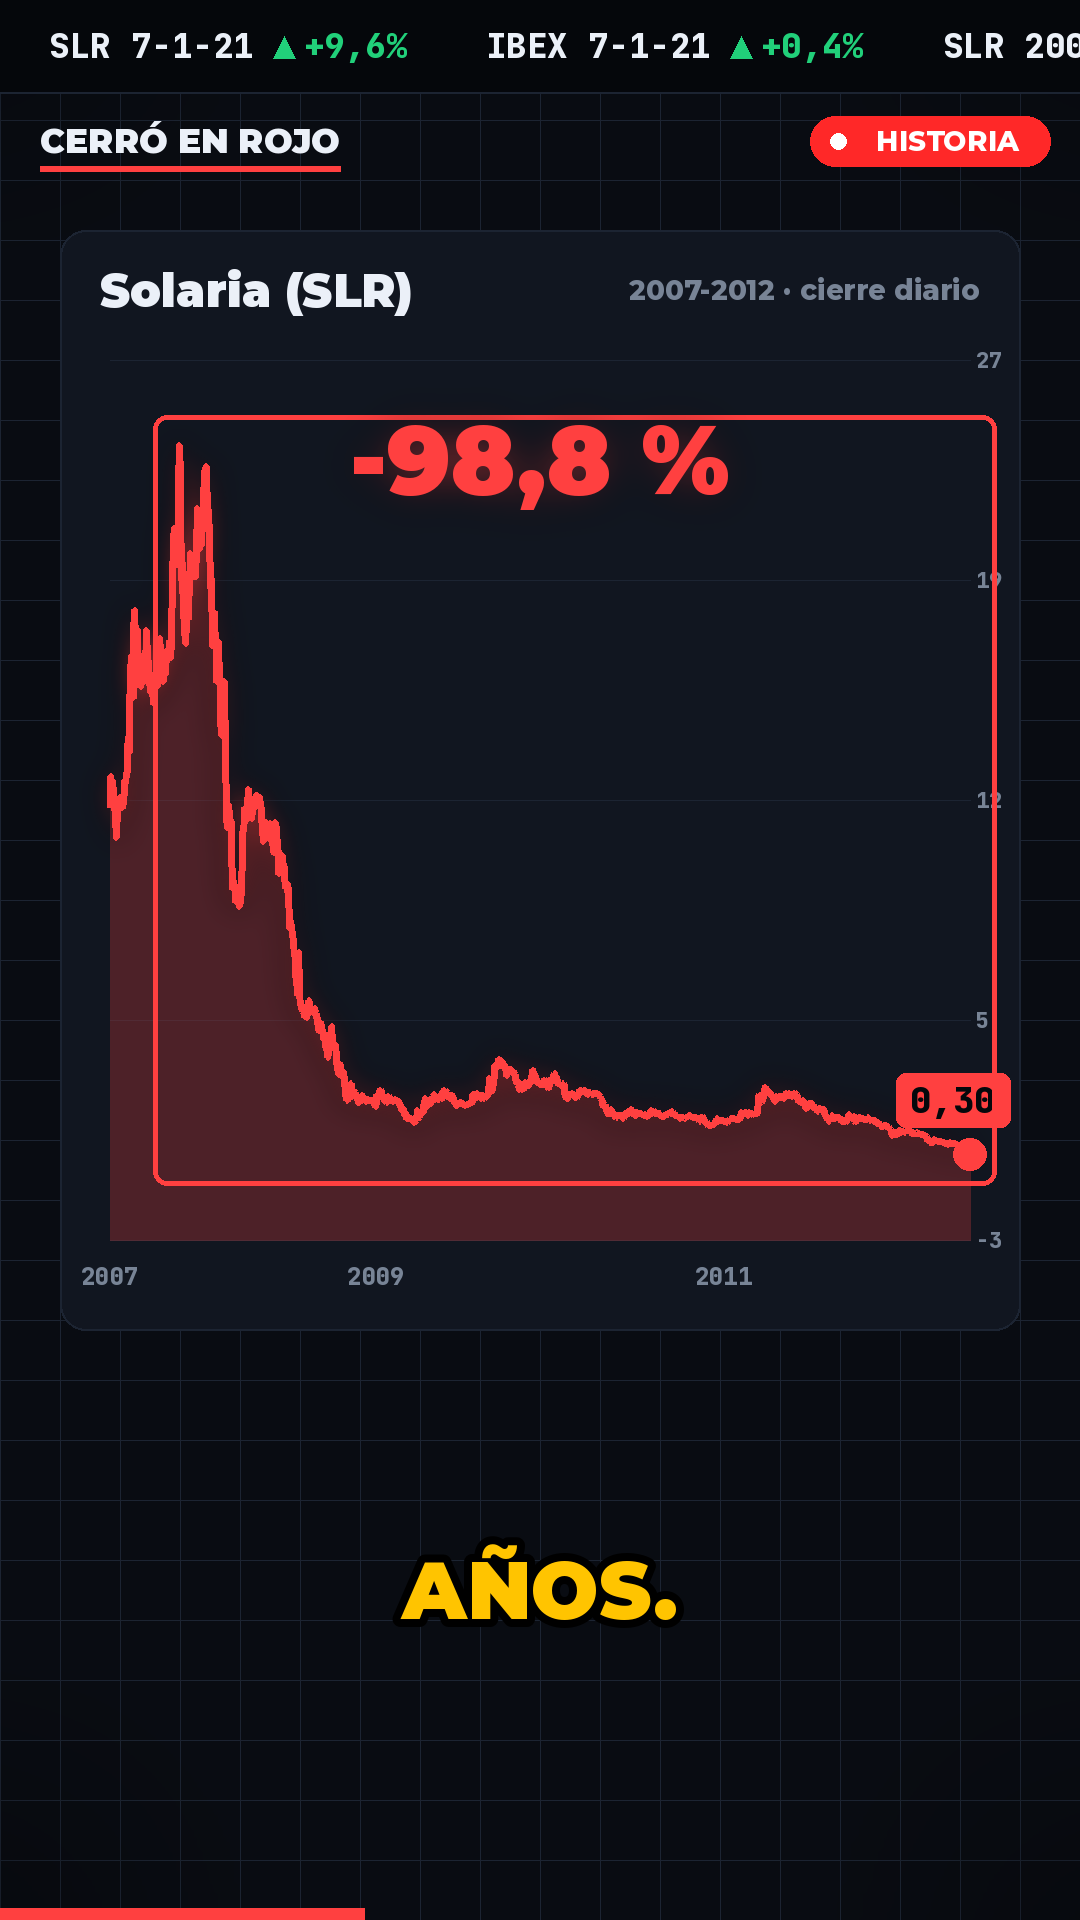 SLR 7-1-21 ▲+9,6% IBEX 7-1-21 ▲+0,4% SLR 200
CERRÓ EN ROJO
HISTORIA
Solaria (SLR)
2007-2012 · cierre diario
27
-98,8 %
19
12
5
0,30
-3
2007 2009 2011
AÑOS.